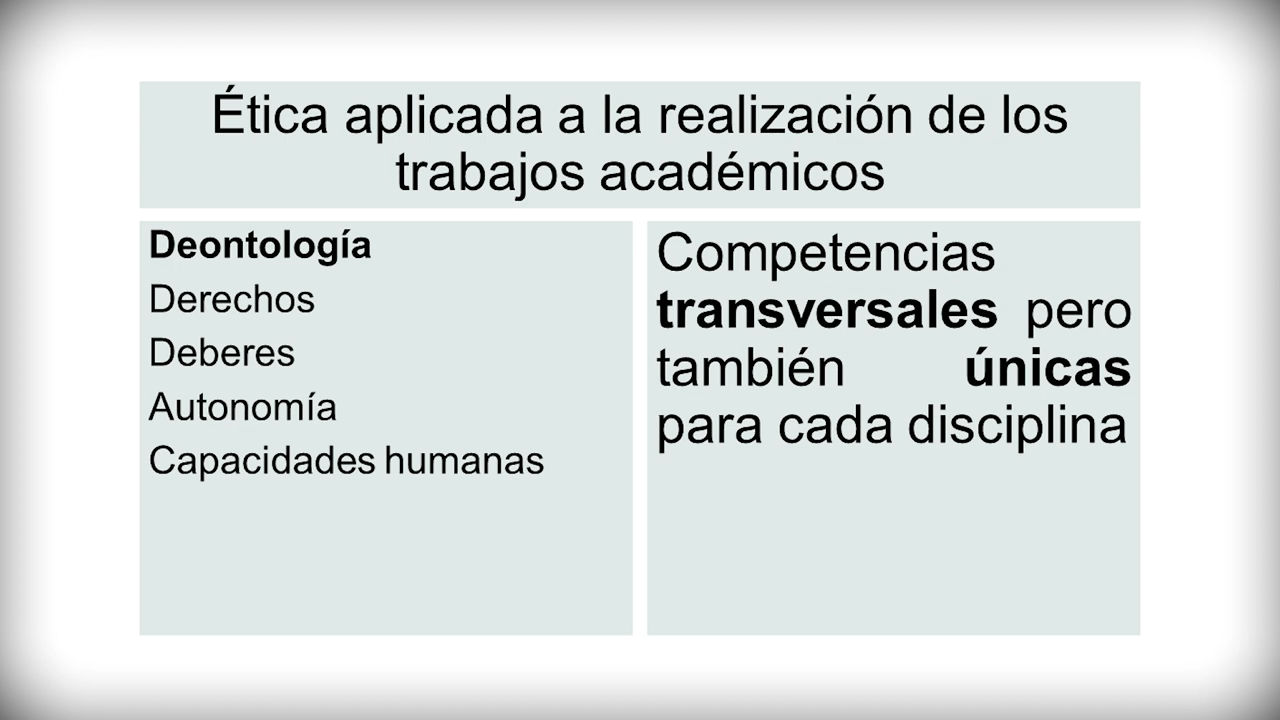 Ética aplicada a la realización de los
trabajos académicos
Deontología
Derechos
Deberes
Autonomía
Capacidades humanas
Competencias
transversales pero
también únicas
para cada disciplina